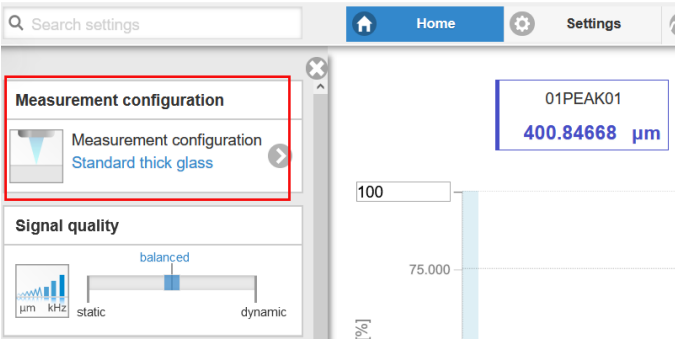 Search settings
Home
Settings
Measurement configuration
Measurement configuration
Standard thick glass
Signal quality
balanced
static
dynamic
µm kHz
01PEAK01
400.84668 µm
100
75.000
[%]